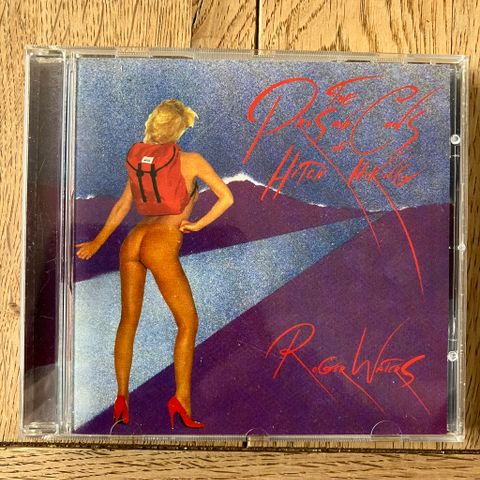 The
Pros and Cons
of
Hitch Hiking
Roger Waters